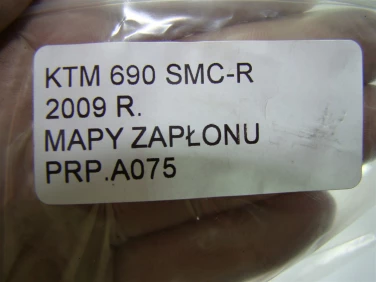 KTM 690 SMC-R
2009 R.
MAPY ZAPŁONU
PRP.A075